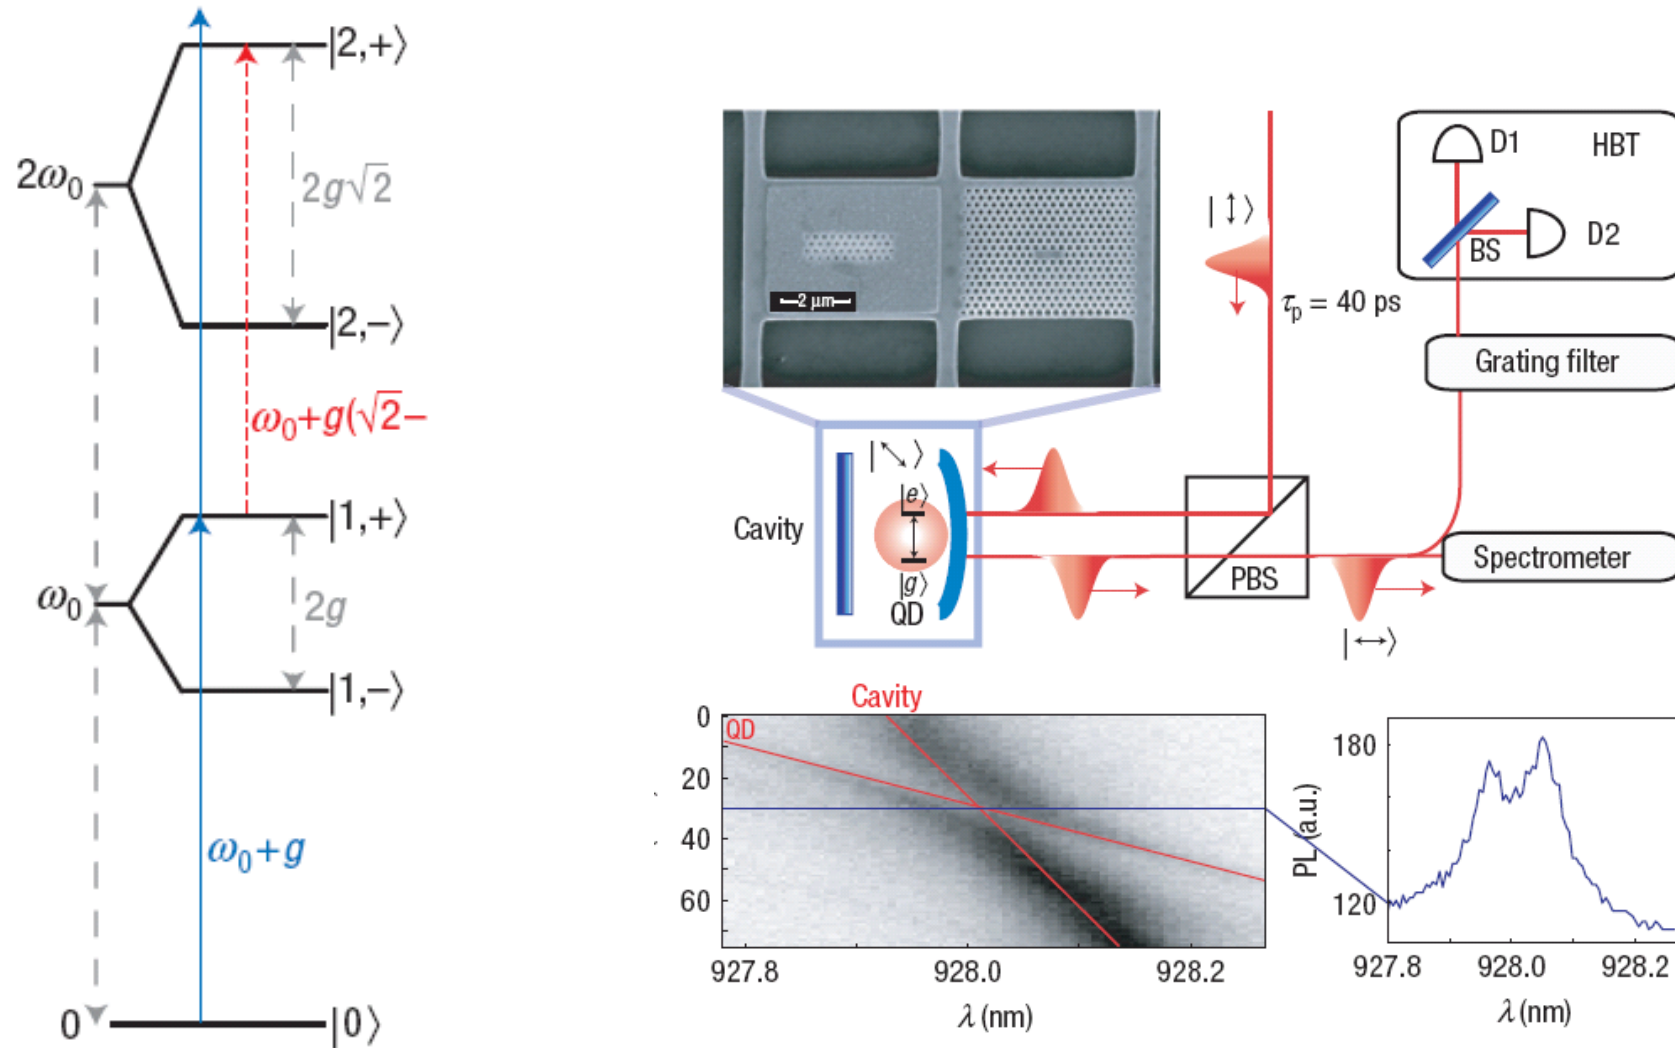 |2,+⟩
2ω₀
2g√2
|2,−⟩
ω₀+g(√2−
|1,+⟩
ω₀
2g
|1,−⟩
ω₀+g
0
|0⟩
2 μm
|↕⟩
τp = 40 ps
D1
HBT
D2
BS
Grating filter
|⤡⟩
|e⟩
Cavity
|g⟩
QD
PBS
Spectrometer
|↔⟩
Cavity
QD
0
20
40
60
927.8
928.0
928.2
λ (nm)
PL (a.u.)
180
120
927.8
928.0
928.2
λ (nm)